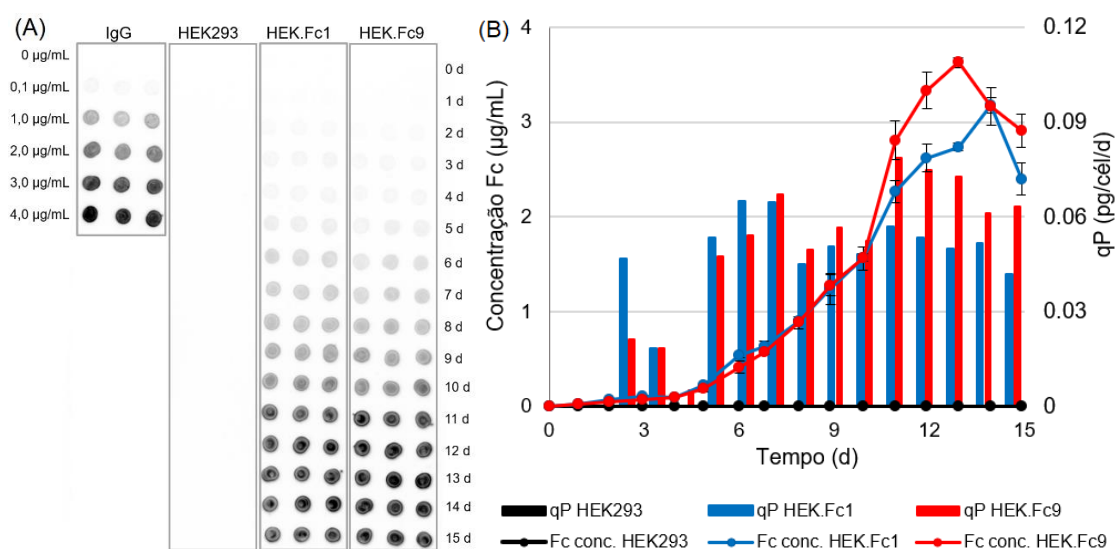 (A)
IgG HEK293 HEK.Fc1 HEK.Fc9
0 µg/mL
0,1 µg/mL
1,0 µg/mL
2,0 µg/mL
3,0 µg/mL
4,0 µg/mL
0 d
1 d
2 d
3 d
4 d
5 d
6 d
7 d
8 d
9 d
10 d
11 d
12 d
13 d
14 d
15 d
(B)
Concentração Fc (µg/mL)
4
3
2
1
0
0.12
0.09
0.06
0.03
0
qP (pg/cél/d)
0 3 6 9 12 15
Tempo (d)
qP HEK293 qP HEK.Fc1 qP HEK.Fc9
Fc conc. HEK293 Fc conc. HEK.Fc1 Fc conc. HEK.Fc9